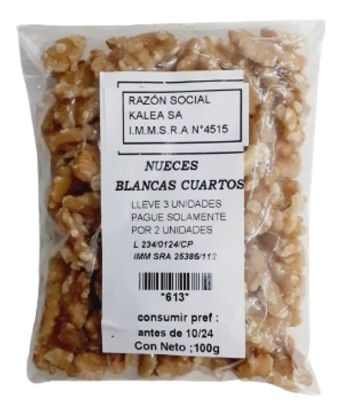 RAZÓN SOCIAL
KALEA SA
I.M.M.S.R.A N°4515
NUECES
BLANCAS CUARTOS
LLEVE 3 UNIDADES
PAGUE SOLAMENTE
POR 2 UNIDADES
L 234/0124/CP
IMM SRA 25386/112
*613*
consumir pref :
antes de 10/24
Con Neto ;100g